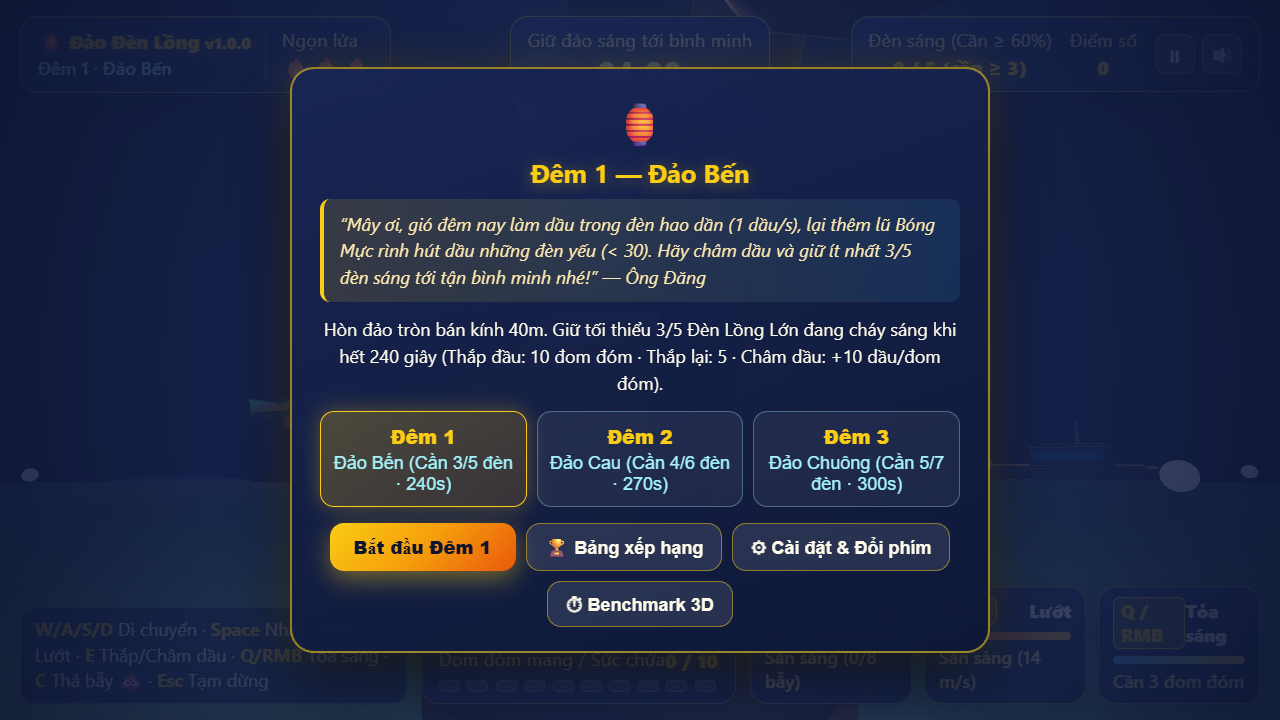 Đảo Đèn Lồng v1.0.0
Đêm 1 · Đảo Bến
Ngọn lửa
Giữ đảo sáng tới bình minh
Đèn sáng (Cần ≥ 60%)
Điểm số
0
Đêm 1 — Đảo Bến
“Mây ơi, gió đêm nay làm dầu trong đèn hao dần (1 dầu/s), lại thêm lũ Bóng
Mực rình hút dầu những đèn yếu (< 30). Hãy châm dầu và giữ ít nhất 3/5
đèn sáng tới tận bình minh nhé!” — Ông Đăng
Hòn đảo tròn bán kính 40m. Giữ tối thiểu 3/5 Đèn Lồng Lớn đang cháy sáng khi
hết 240 giây (Thắp đầu: 10 đom đóm · Thắp lại: 5 · Châm dầu: +10 dầu/đom
đóm).
Đêm 1
Đảo Bến (Cần 3/5 đèn
· 240s)
Đêm 2
Đảo Cau (Cần 4/6 đèn
· 270s)
Đêm 3
Đảo Chuông (Cần 5/7
đèn · 300s)
Bắt đầu Đêm 1
Bảng xếp hạng
Cài đặt & Đổi phím
Benchmark 3D
W/A/S/D Di chuyển · Space
Lướt · E Thắp/Châm dầu · Q/RMB Tỏa sáng ·
C Thả bẫy · Esc Tạm dừng
Đom đóm mang / Sức chứa 0 / 10
Sẵn sàng (0/8
bẫy)
Lướt
Sẵn sàng (14
m/s)
Q /
RMB
Tỏa
sáng
Cần 3 đom đóm